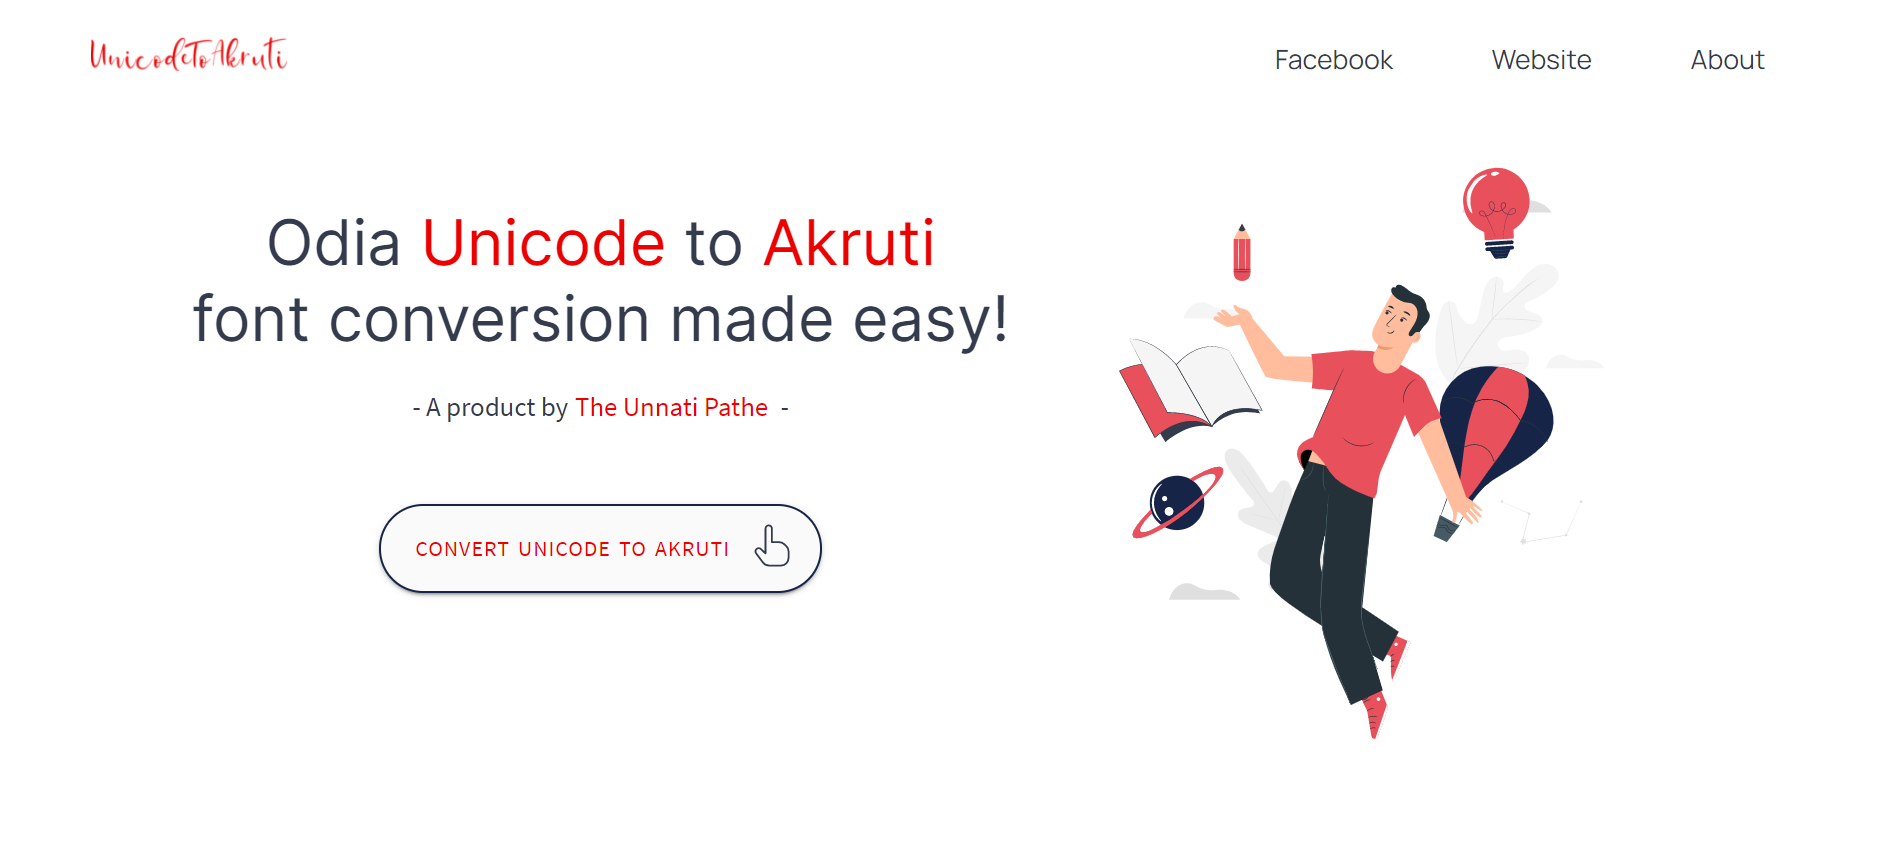 UnicodeToAkruti
Facebook
Website
About
Odia Unicode to Akruti
font conversion made easy!
- A product by The Unnati Pathe -
CONVERT UNICODE TO AKRUTI